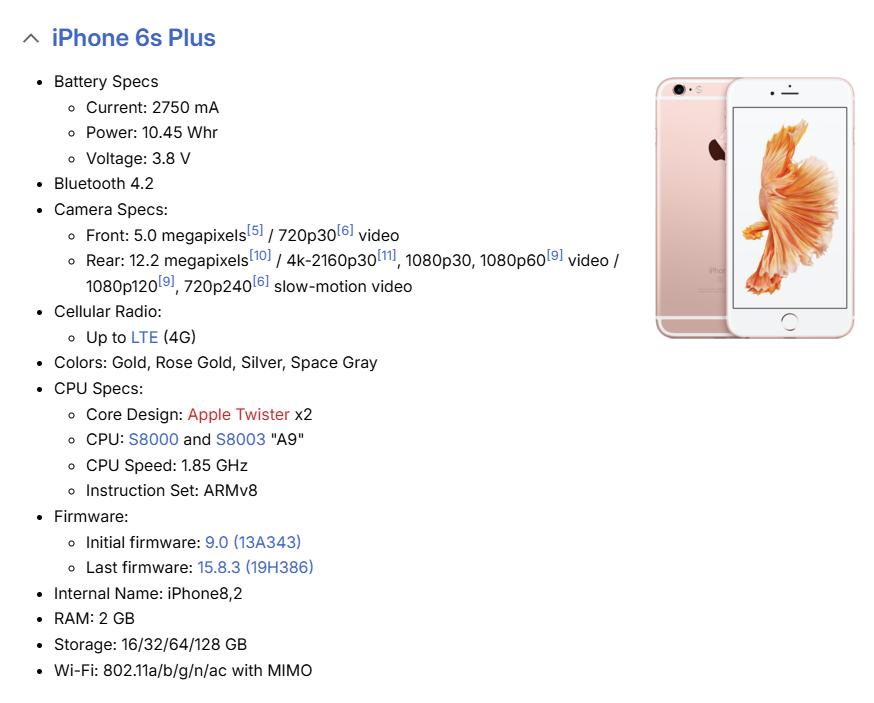 iPhone 6s Plus
Battery Specs
Current: 2750 mA
Power: 10.45 Whr
Voltage: 3.8 V
Bluetooth 4.2
Camera Specs:
Front: 5.0 megapixels[5] / 720p30[6] video
Rear: 12.2 megapixels[10] / 4k-2160p30[11], 1080p30, 1080p60[9] video /
1080p120[9], 720p240[6] slow-motion video
Cellular Radio:
Up to LTE (4G)
Colors: Gold, Rose Gold, Silver, Space Gray
CPU Specs:
Core Design: Apple Twister x2
CPU: S8000 and S8003 "A9"
CPU Speed: 1.85 GHz
Instruction Set: ARMv8
Firmware:
Initial firmware: 9.0 (13A343)
Last firmware: 15.8.3 (19H386)
Internal Name: iPhone8,2
RAM: 2 GB
Storage: 16/32/64/128 GB
Wi-Fi: 802.11a/b/g/n/ac with MIMO